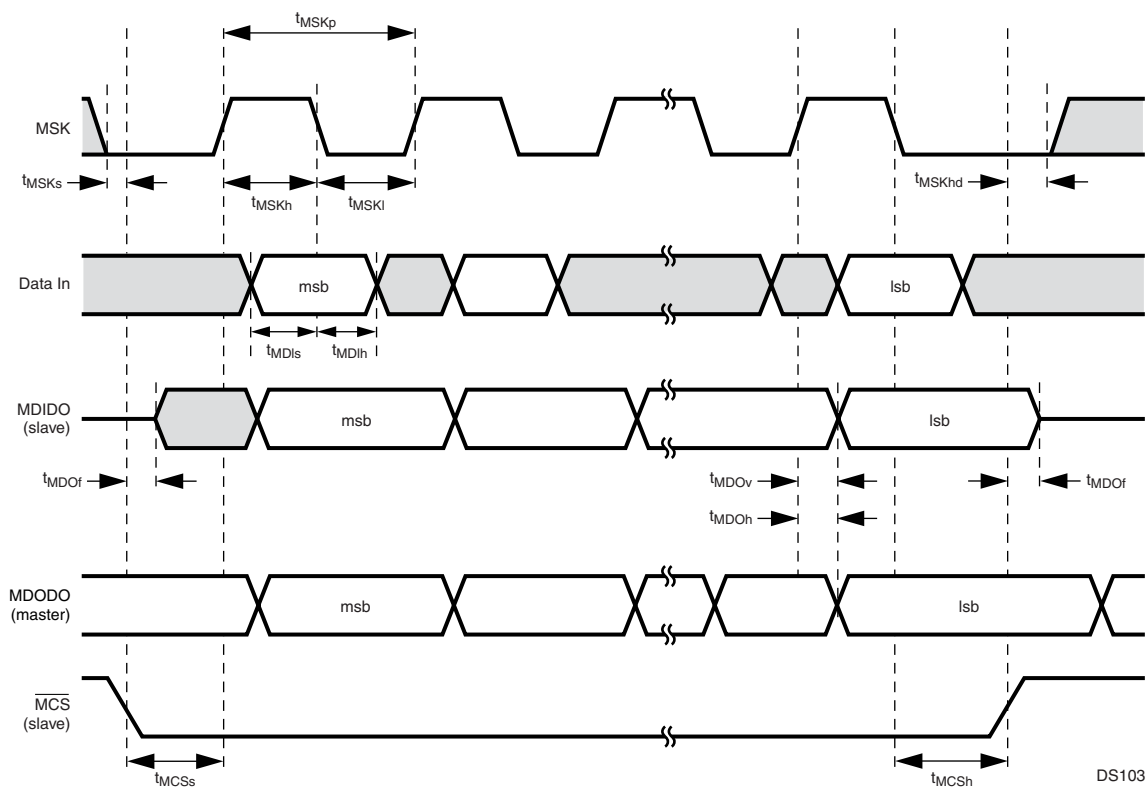 tMSKp
MSK
tMSKs
tMSKh
tMSKl
tMSKhd
Data In
msb
lsb
tMDIs
tMDIh
MDIDO
(slave)
msb
lsb
tMDOf
tMDOv
tMDOf
tMDOh
MDODO
(master)
msb
lsb
MCS
(slave)
tMCSs
tMCSh
DS103